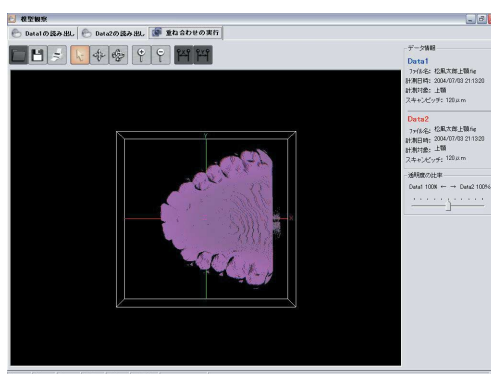 模型観察
Data1の読み出し Data2の読み出し 重ね合わせの実行
データ情報
Data1
ファイル名: 松風太郎上顎.fig
計測日時: 2004/07/03 21:13:20
計測対象: 上顎
スキャンピッチ: 120μm
Data2
ファイル名: 松風太郎上顎.fig
計測日時: 2004/07/03 21:13:20
計測対象: 上顎
スキャンピッチ: 120μm
透明度の比率
Data1 100% ← → Data2 100%
Y